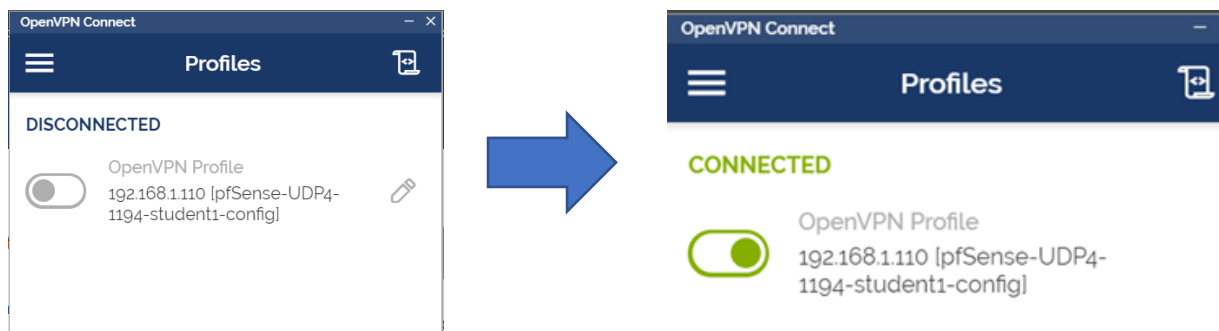 OpenVPN Connect
Profiles
DISCONNECTED
OpenVPN Profile
192.168.1.110 [pfSense-UDP4-
1194-student1-config]
OpenVPN Connect
Profiles
CONNECTED
OpenVPN Profile
192.168.1.110 [pfSense-UDP4-
1194-student1-config]